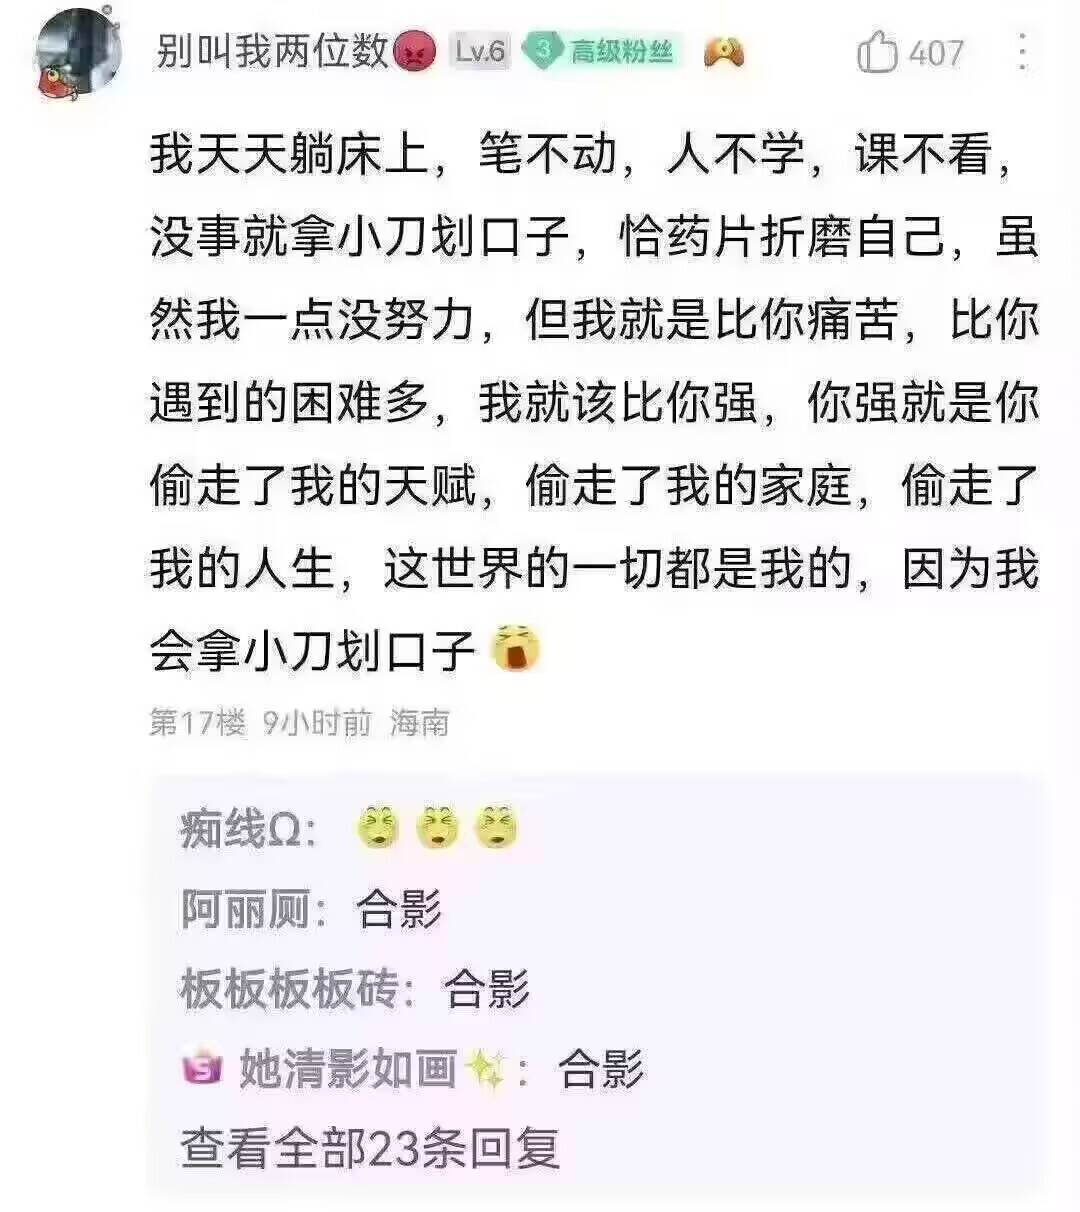 别叫我两位数 Lv.6 3 高级粉丝 407
我天天躺床上，笔不动，人不学，课不看，
没事就拿小刀划口子，恰药片折磨自己，虽
然我一点没努力，但我就是比你痛苦，比你
遇到的困难多，我就该比你强，你强就是你
偷走了我的天赋，偷走了我的家庭，偷走了
我的人生，这世界的一切都是我的，因为我
会拿小刀划口子
第17楼 9小时前 海南
痴线Ω：
阿丽厕：合影
板板板板砖：合影
S 她清影如画✨：合影
查看全部23条回复